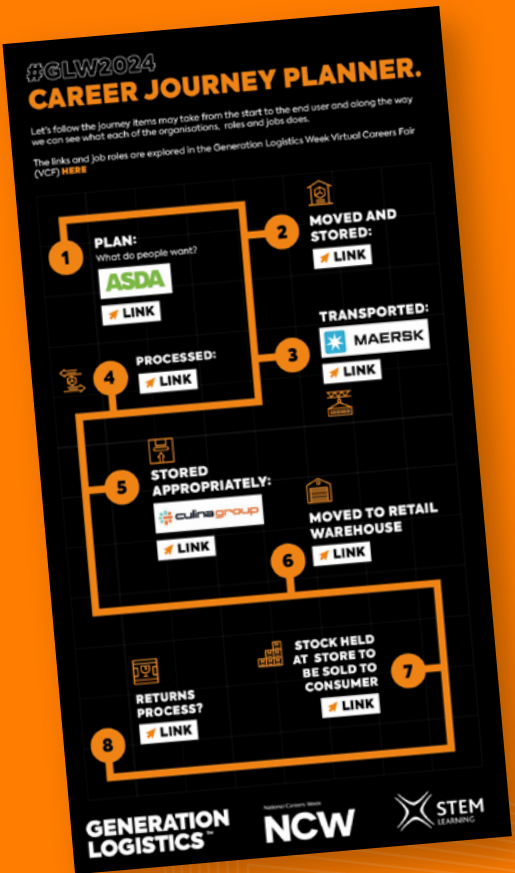 #GLW2024
CAREER JOURNEY PLANNER.
Let's follow the journey items may take from the start to the end user and along the way
we can see what each of the organisations, roles and jobs does.
The links and job roles are explored in the Generation Logistics Week Virtual Careers Fair
(VCF) HERE
1
PLAN:
What do people want?
ASDA
LINK
2
MOVED AND
STORED:
LINK
3
TRANSPORTED:
MAERSK
LINK
4
PROCESSED:
LINK
5
STORED
APPROPRIATELY:
culinagroup
LINK
6
MOVED TO RETAIL
WAREHOUSE
LINK
7
STOCK HELD
AT STORE TO
BE SOLD TO
CONSUMER
LINK
8
RETURNS
PROCESS?
LINK
GENERATION
LOGISTICS™
National Careers Week
NCW
STEM
LEARNING